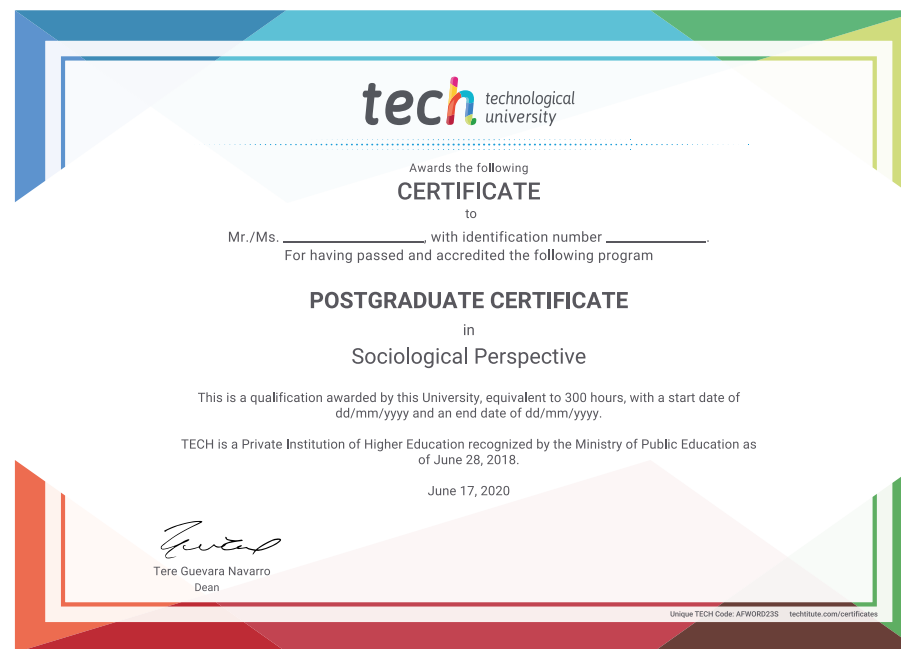 tech technological
university
Awards the following
CERTIFICATE
to
Mr./Ms. ____________, with identification number ____________.
For having passed and accredited the following program
POSTGRADUATE CERTIFICATE
in
Sociological Perspective
This is a qualification awarded by this University, equivalent to 300 hours, with a start date of
dd/mm/yyyy and an end date of dd/mm/yyyy.
TECH is a Private Institution of Higher Education recognized by the Ministry of Public Education as
of June 28, 2018.
June 17, 2020
Tere Guevara Navarro
Dean
Unique TECH Code: AFWORD23S techtitute.com/certificates